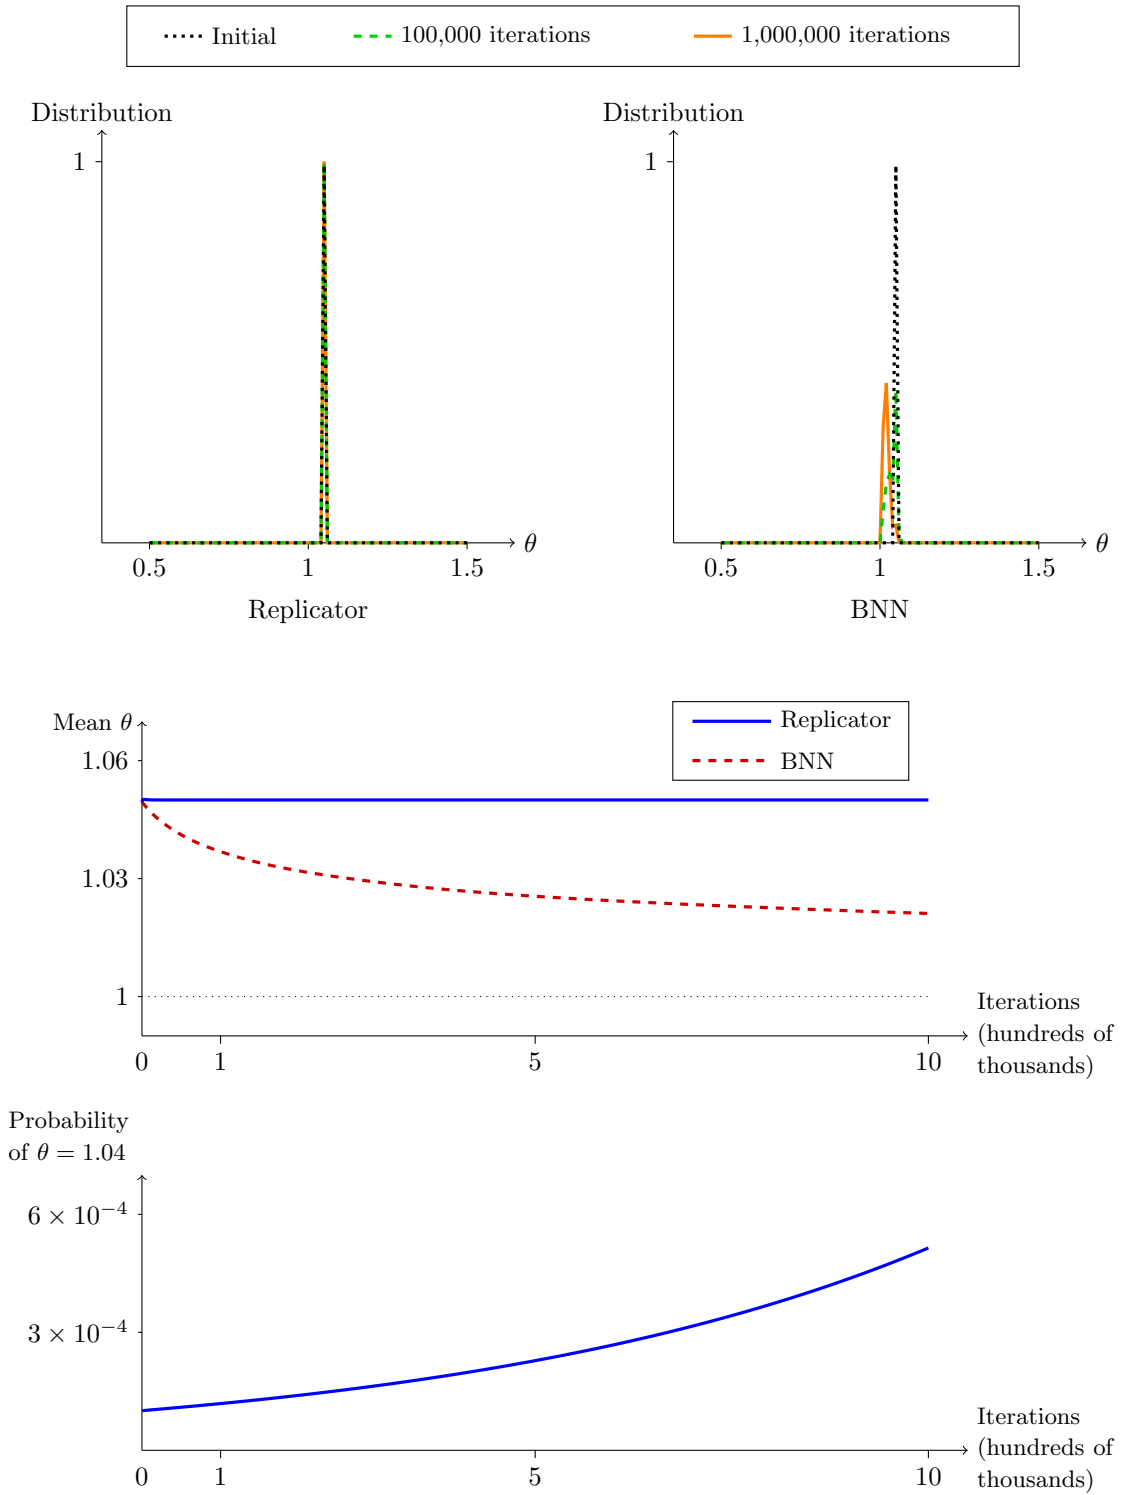 Initial
100,000 iterations
1,000,000 iterations
Distribution
1
0.5
1
1.5
θ
Replicator
Distribution
1
0.5
1
1.5
θ
BNN
Mean θ
1.06
1.03
1
Replicator
BNN
0
1
5
10
Iterations
(hundreds of
thousands)
Probability
of θ = 1.04
6 × 10⁻⁴
3 × 10⁻⁴
0
1
5
10
Iterations
(hundreds of
thousands)